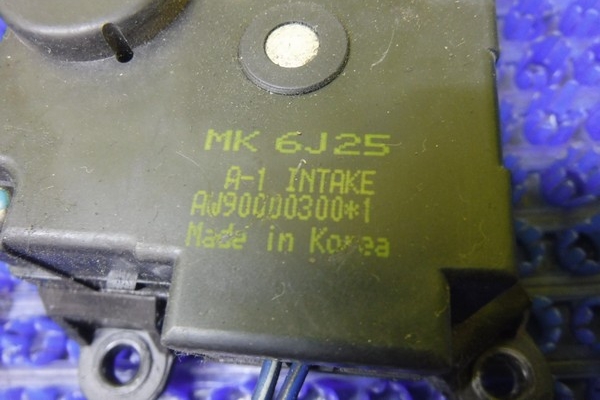 MK 6J25
A-1 INTAKE
AW90000300*1
Made in Korea